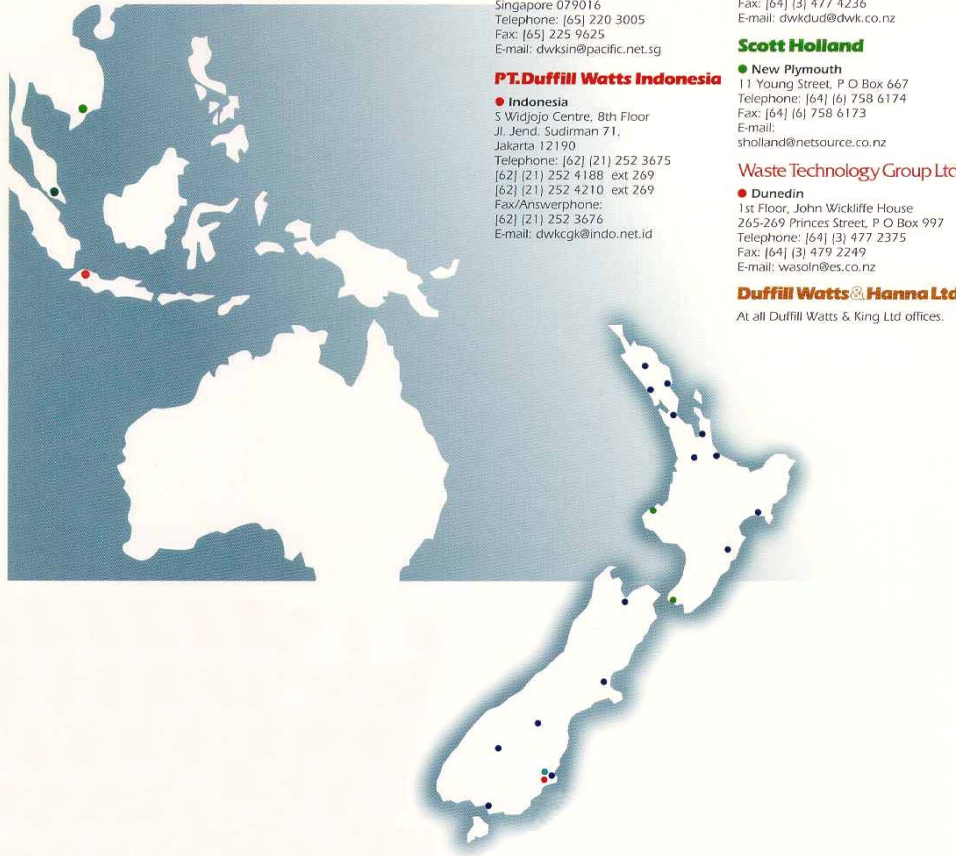 Singapore 079016
Telephone: [65] 220 3005
Fax: [65] 225 9625
E-mail: dwksin@pacific.net.sg
PT.Duffill Watts Indonesia
Indonesia
S Widjojo Centre, 8th Floor
Jl. Jend. Sudirman 71,
Jakarta 12190
Telephone: [62] (21) 252 3675
[62] (21) 252 4188 ext 269
[62] (21) 252 4210 ext 269
Fax/Answerphone:
[62] (21) 252 3676
E-mail: dwkcgk@indo.net.id
Fax: [64] (3) 477 4236
E-mail: dwkdud@dwk.co.nz
Scott Holland
New Plymouth
11 Young Street, P O Box 667
Telephone: [64] (6) 758 6174
Fax: [64] (6) 758 6173
E-mail:
sholland@netsource.co.nz
Waste Technology Group Ltd
Dunedin
1st Floor, John Wickliffe House
265-269 Princes Street, P O Box 997
Telephone: [64] (3) 477 2375
Fax: [64] (3) 479 2249
E-mail: wasoln@es.co.nz
Duffill Watts & Hanna Ltd
At all Duffill Watts & King Ltd offices.